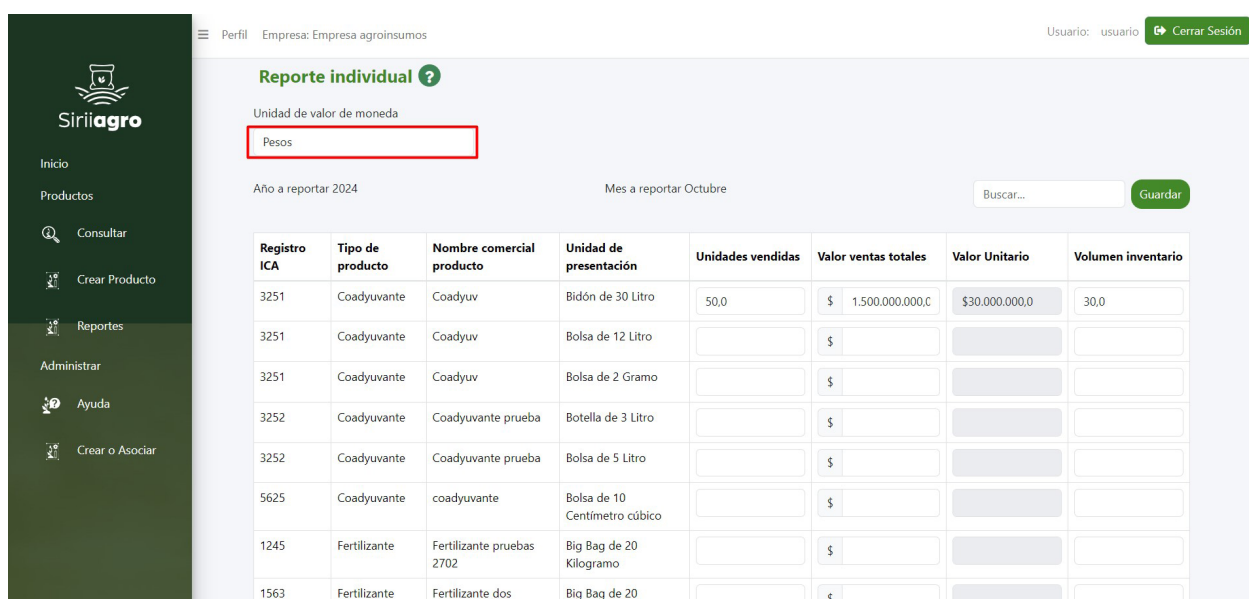 Perfil Empresa: Empresa agroinsumos Usuario: usuario Cerrar Sesión
Siriiagro
Inicio
Productos
Consultar
Crear Producto
Reportes
Administrar
Ayuda
Crear o Asociar
Reporte individual ?
Unidad de valor de moneda
Pesos
Año a reportar 2024 Mes a reportar Octubre Buscar... Guardar
Registro ICA Tipo de producto Nombre comercial producto Unidad de presentación Unidades vendidas Valor ventas totales Valor Unitario Volumen inventario
3251 Coadyuvante Coadyuv Bidón de 30 Litro 50,0 $ 1.500.000.000,0 $30.000.000,0 30,0
3251 Coadyuvante Coadyuv Bolsa de 12 Litro $
3251 Coadyuvante Coadyuv Bolsa de 2 Gramo $
3252 Coadyuvante Coadyuvante prueba Botella de 3 Litro $
3252 Coadyuvante Coadyuvante prueba Bolsa de 5 Litro $
5625 Coadyuvante coadyuvante Bolsa de 10 Centímetro cúbico $
1245 Fertilizante Fertilizante pruebas 2702 Big Bag de 20 Kilogramo $
1563 Fertilizante Fertilizante dos Big Bag de 20 $